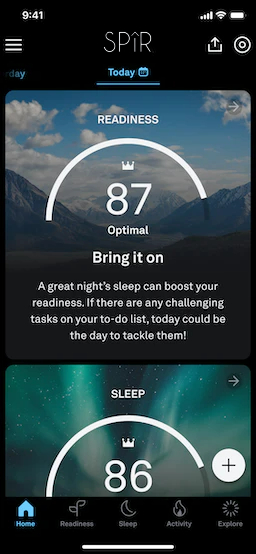 9:41
SPIR
rday
Today
READINESS
87
Optimal
Bring it on
A great night's sleep can boost your
readiness. If there are any challenging
tasks on your to-do list, today could be
the day to tackle them!
SLEEP
86
Home
Readiness
Sleep
Activity
Explore